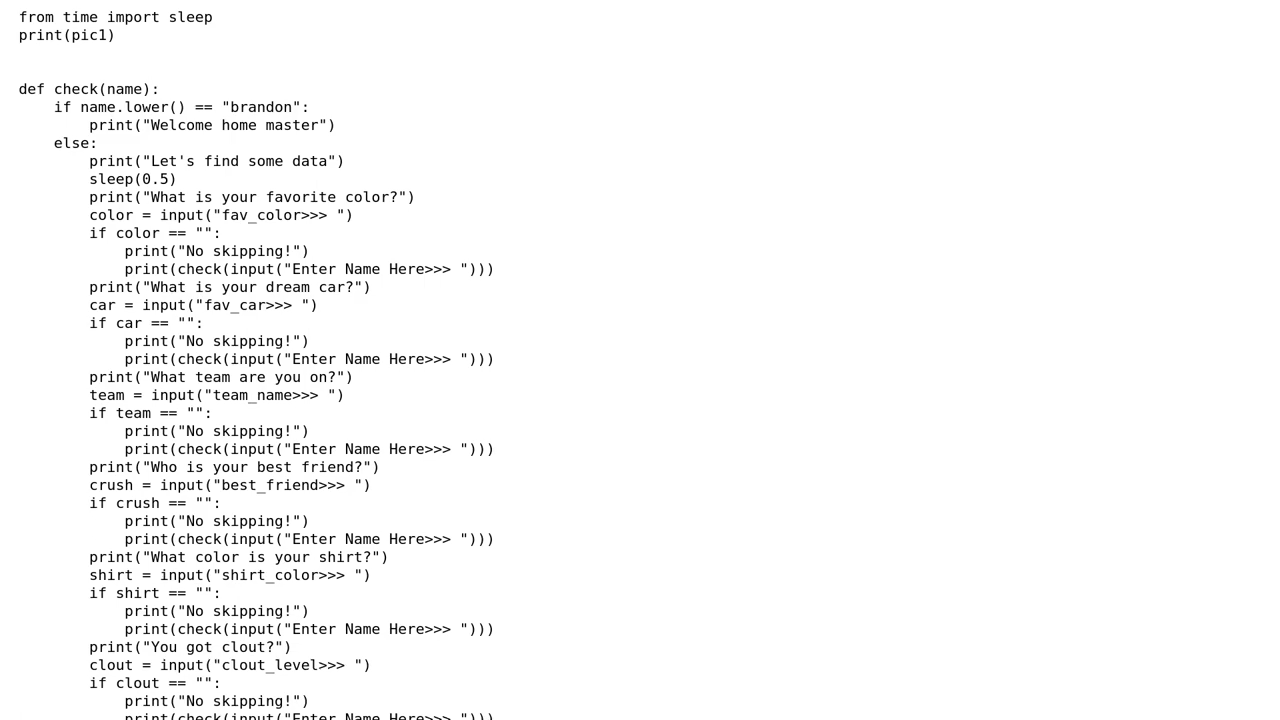 from time import sleep
print(pic1)
def check(name):
    if name.lower() == "brandon":
        print("Welcome home master")
    else:
        print("Let's find some data")
        sleep(0.5)
        print("What is your favorite color?")
        color = input("fav_color>>> ")
        if color == "":
            print("No skipping!")
            print(check(input("Enter Name Here>>> ")))
        print("What is your dream car?")
        car = input("fav_car>>> ")
        if car == "":
            print("No skipping!")
            print(check(input("Enter Name Here>>> ")))
        print("What team are you on?")
        team = input("team_name>>> ")
        if team == "":
            print("No skipping!")
            print(check(input("Enter Name Here>>> ")))
        print("Who is your best friend?")
        crush = input("best_friend>>> ")
        if crush == "":
            print("No skipping!")
            print(check(input("Enter Name Here>>> ")))
        print("What color is your shirt?")
        shirt = input("shirt_color>>> ")
        if shirt == "":
            print("No skipping!")
            print(check(input("Enter Name Here>>> ")))
        print("You got clout?")
        clout = input("clout_level>>> ")
        if clout == "":
            print("No skipping!")
            print(check(input("Enter Name Here>>> ")))